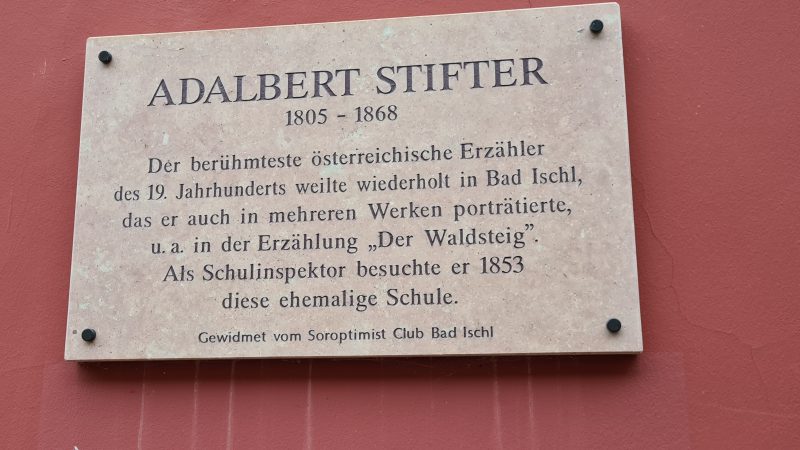 ADALBERT STIFTER
1805 - 1868
Der berühmteste österreichische Erzähler
des 19. Jahrhunderts weilte wiederholt in Bad Ischl,
das er auch in mehreren Werken porträtierte,
u. a. in der Erzählung „Der Waldsteig".
Als Schulinspektor besuchte er 1853
diese ehemalige Schule.
Gewidmet vom Soroptimist Club Bad Ischl